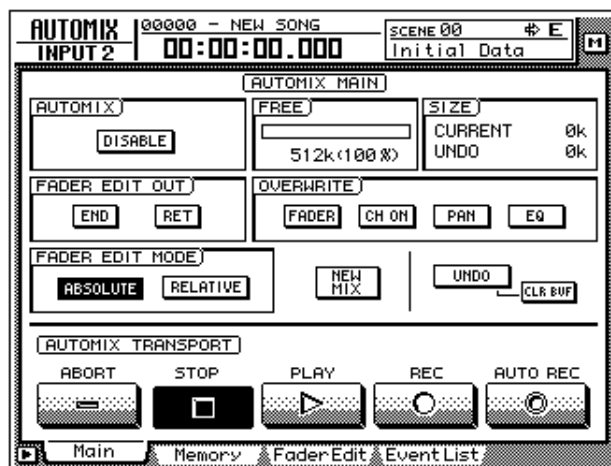 AUTOMIX
INPUT 2
00000 - NEW SONG
00:00:00.000
SCENE 00 E
Initial Data
M
AUTOMIX MAIN
AUTOMIX
DISABLE
FREE
512k(100%)
SIZE
CURRENT 0k
UNDO 0k
FADER EDIT OUT
END RET
OVERWRITE
FADER CH ON PAN EQ
FADER EDIT MODE
ABSOLUTE RELATIVE
NEW
MIX
UNDO
CLR BUF
AUTOMIX TRANSPORT
ABORT STOP PLAY REC AUTO REC
Main Memory Fader Edit Event List